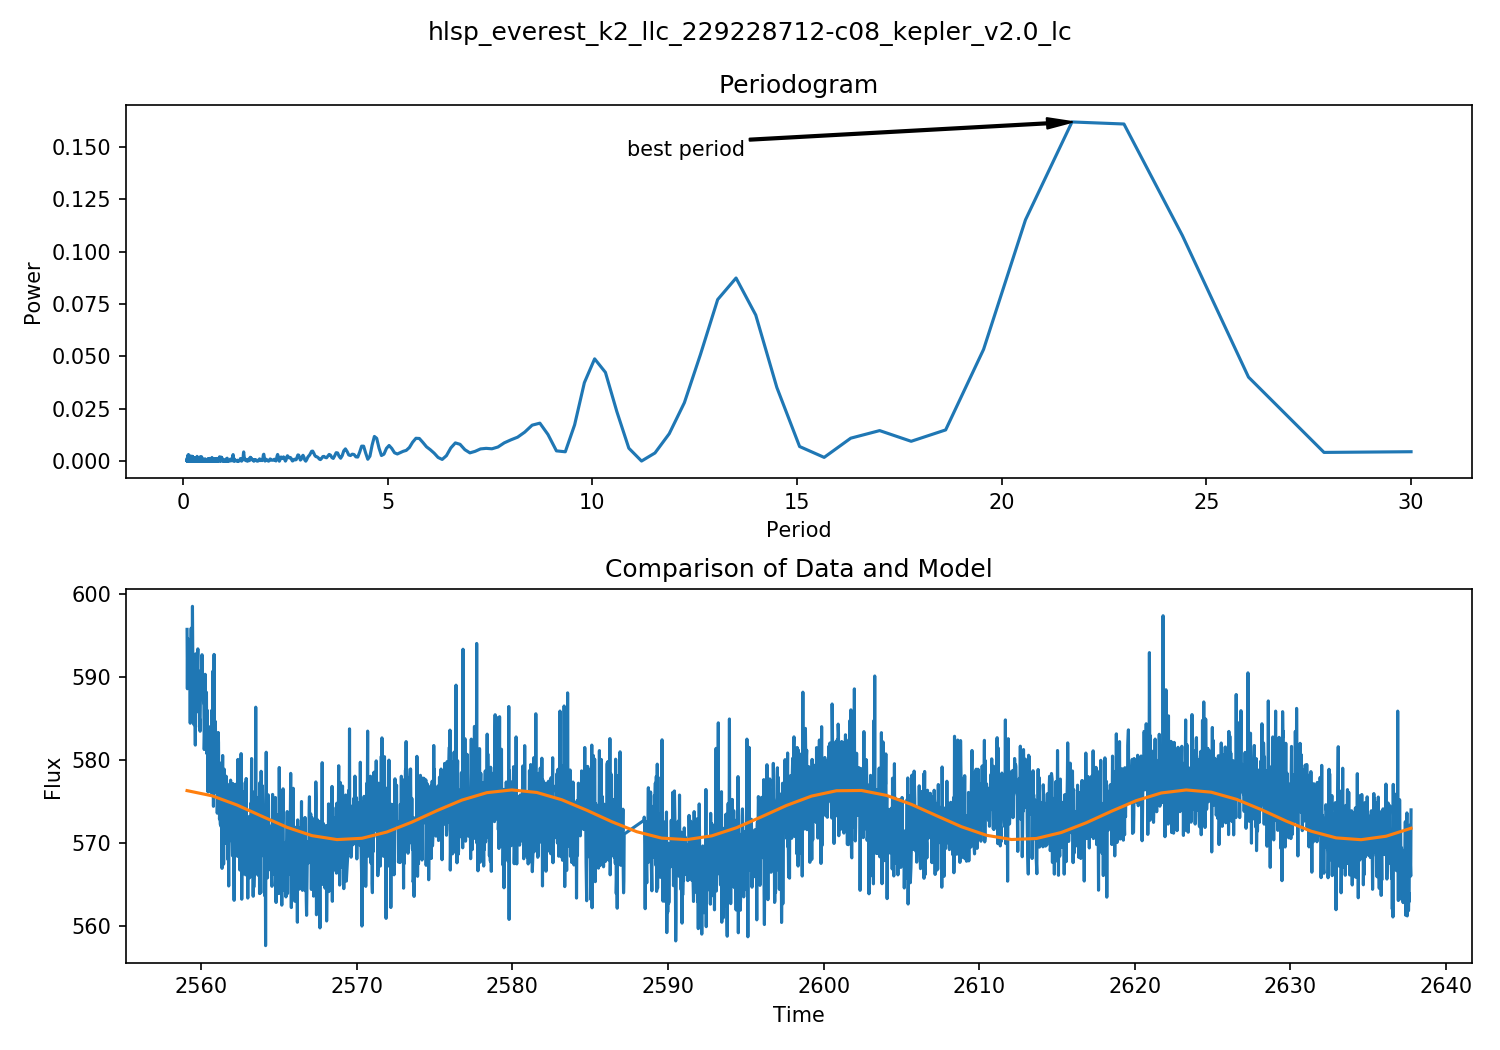 hlsp_everest_k2_llc_229228712-c08_kepler_v2.0_lc
Periodogram
best period
0.150
0.125
0.100
0.075
0.050
0.025
0.000
Power
0 5 10 15 20 25 30
Period
Comparison of Data and Model
600
590
580
570
560
Flux
2560 2570 2580 2590 2600 2610 2620 2630 2640
Time